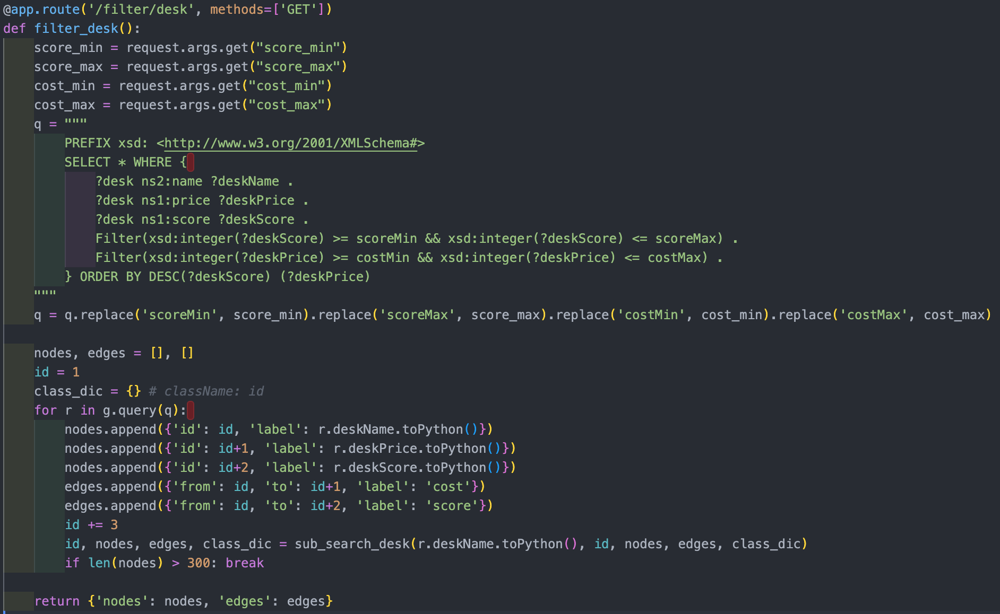 @app.route('/filter/desk', methods=['GET'])
def filter_desk():
    score_min = request.args.get("score_min")
    score_max = request.args.get("score_max")
    cost_min = request.args.get("cost_min")
    cost_max = request.args.get("cost_max")
    q = """
        PREFIX xsd: <http://www.w3.org/2001/XMLSchema#>
        SELECT * WHERE {
            ?desk ns2:name ?deskName .
            ?desk ns1:price ?deskPrice .
            ?desk ns1:score ?deskScore .
            Filter(xsd:integer(?deskScore) >= scoreMin && xsd:integer(?deskScore) <= scoreMax) .
            Filter(xsd:integer(?deskPrice) >= costMin && xsd:integer(?deskPrice) <= costMax) .
        } ORDER BY DESC(?deskScore) (?deskPrice)
    """
    q = q.replace('scoreMin', score_min).replace('scoreMax', score_max).replace('costMin', cost_min).replace('costMax', cost_max)

    nodes, edges = [], []
    id = 1
    class_dic = {} # className: id
    for r in g.query(q):
        nodes.append({'id': id, 'label': r.deskName.toPython()})
        nodes.append({'id': id+1, 'label': r.deskPrice.toPython()})
        nodes.append({'id': id+2, 'label': r.deskScore.toPython()})
        edges.append({'from': id, 'to': id+1, 'label': 'cost'})
        edges.append({'from': id, 'to': id+2, 'label': 'score'})
        id += 3
        id, nodes, edges, class_dic = sub_search_desk(r.deskName.toPython(), id, nodes, edges, class_dic)
        if len(nodes) > 300: break

    return {'nodes': nodes, 'edges': edges}